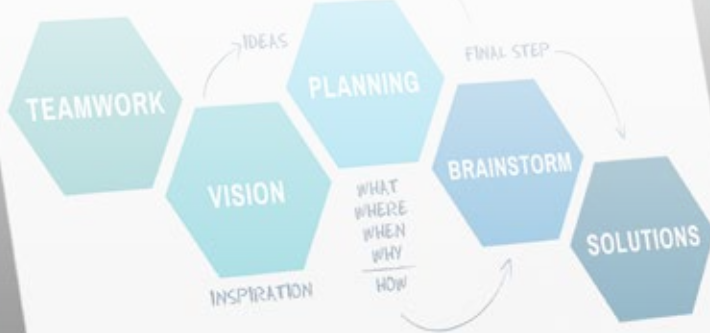 TEAMWORK
IDEAS
VISION
INSPIRATION
PLANNING
WHAT
WHERE
WHEN
WHY
HOW
FINAL STEP
BRAINSTORM
SOLUTIONS